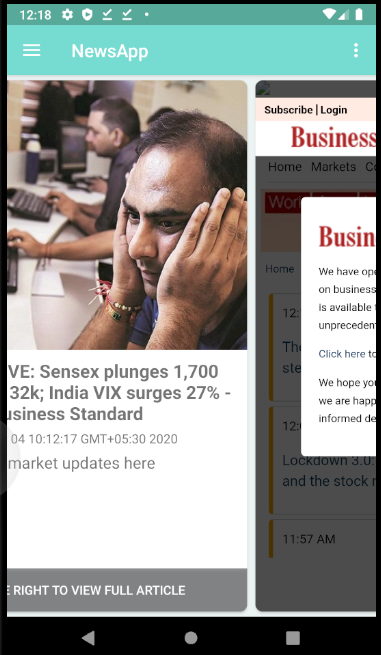 12:18
NewsApp
VE: Sensex plunges 1,700
32k; India VIX surges 27% -
usiness Standard
04 10:12:17 GMT+05:30 2020
market updates here
E RIGHT TO VIEW FULL ARTICLE
Subscribe | Login
Business
Home Markets Co
Busin
We have ope
on business
is available t
unprecedent
Click here to
We hope you
we are happ
informed de
Home
12:
The
ste
12:0
Lockdown 3.0:
and the stock r
11:57 AM